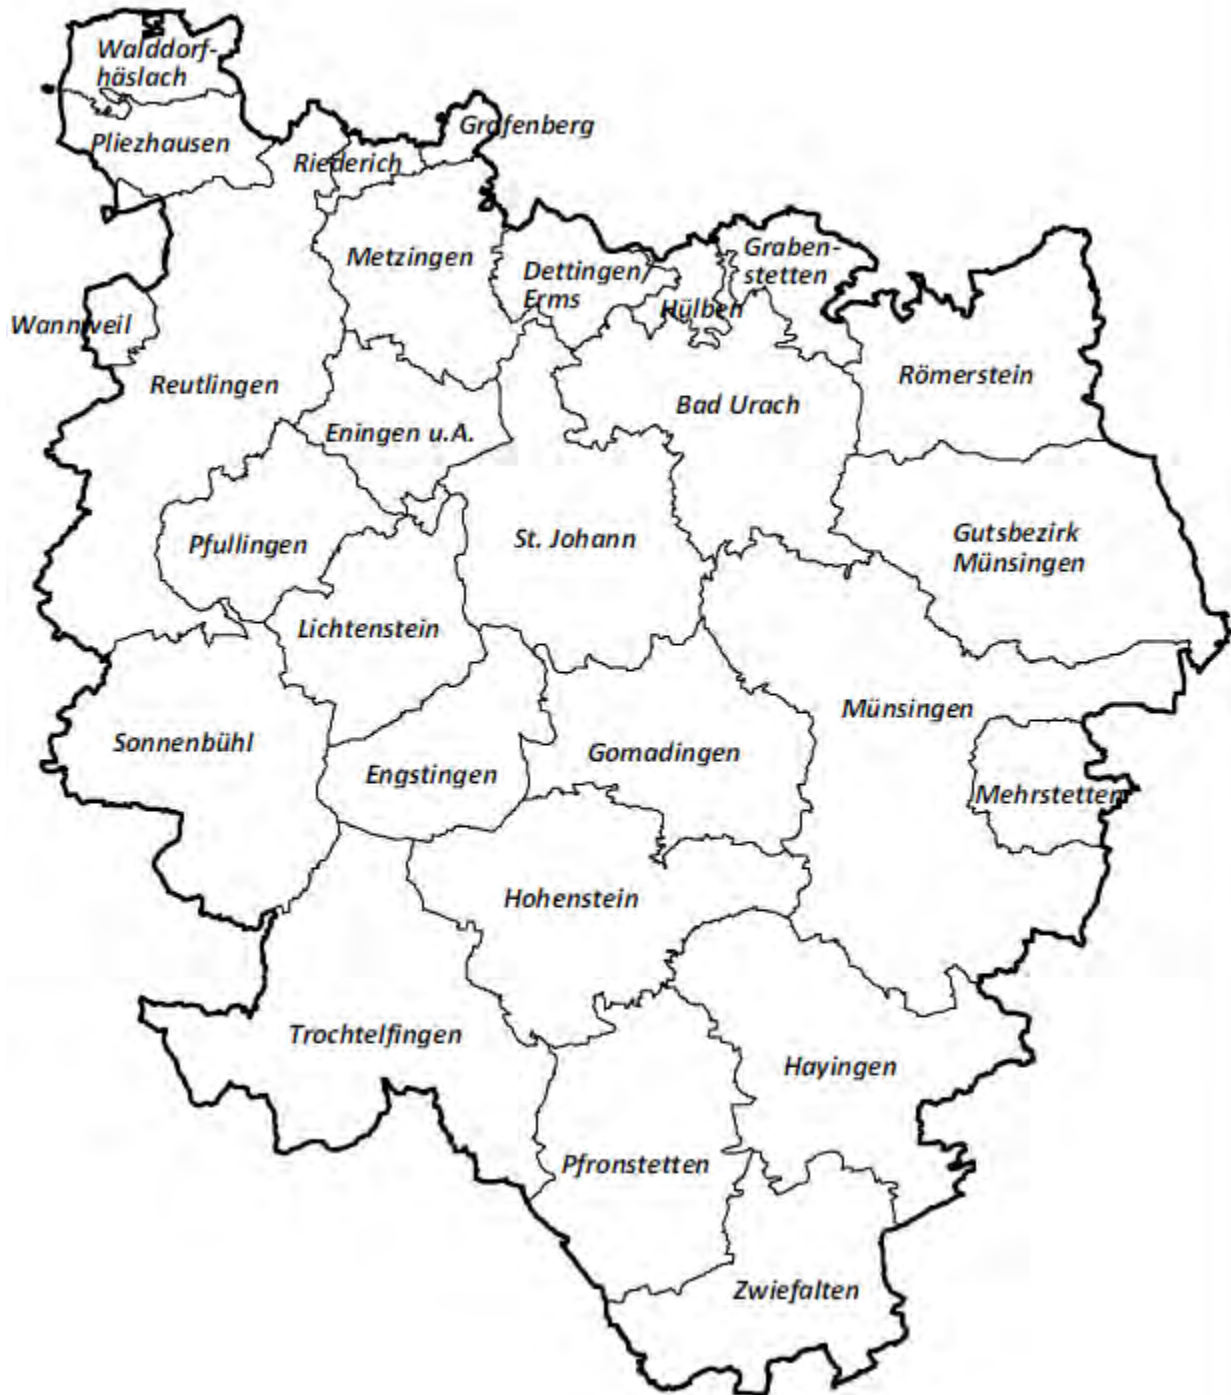 Walddorf-
häslach
Pliezhausen
Grafenberg
Riederich
Metzingen
Dettingen/
Erms
Graben-
stetten
Hülben
Wannweil
Reutlingen
Römerstein
Bad Urach
Eningen u.A.
Pfullingen
St. Johann
Gutsbezirk
Münsingen
Lichtenstein
Münsingen
Sonnenbühl
Gomadingen
Engstingen
Mehrstetten
Hohenstein
Trochtelfingen
Hayingen
Pfronstetten
Zwiefalten